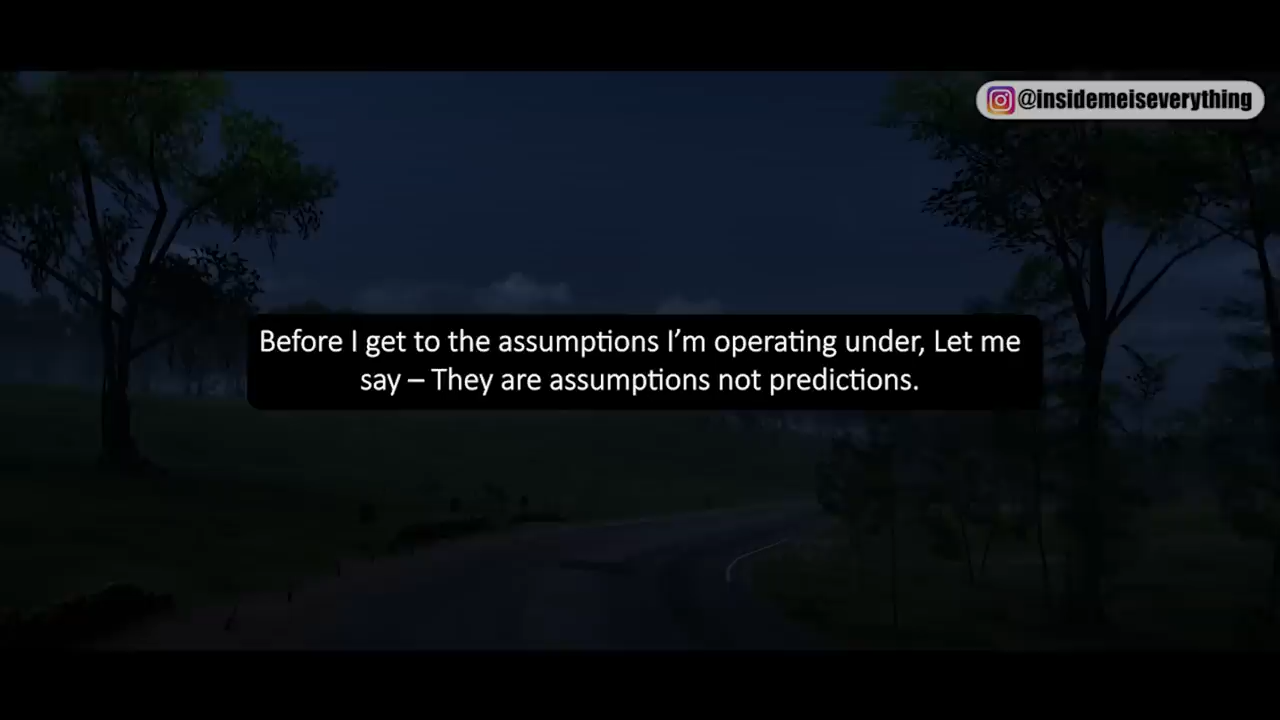 @insidemeiseverything
Before I get to the assumptions I’m operating under, Let me
say – They are assumptions not predictions.